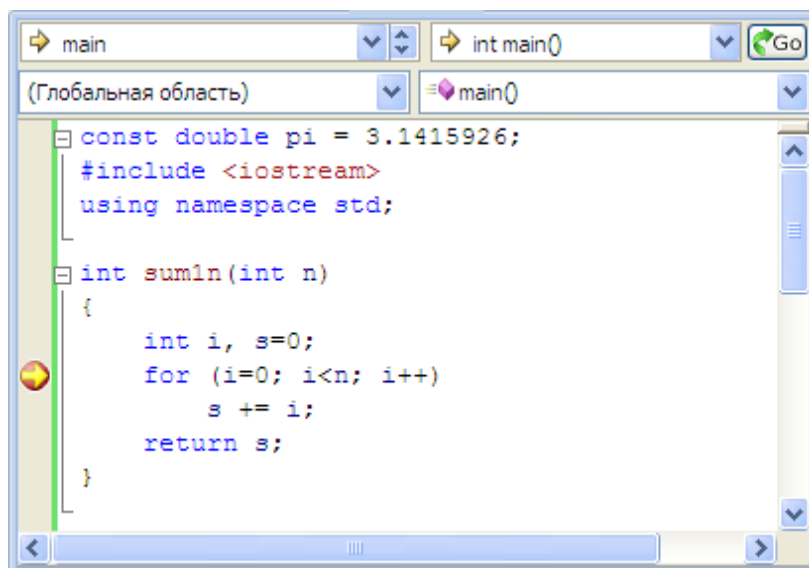 main
int main()
Go
(Глобальная область)
main()
const double pi = 3.1415926;
#include <iostream>
using namespace std;
int sum1n(int n)
{
    int i, s=0;
    for (i=0; i<n; i++)
        s += i;
    return s;
}